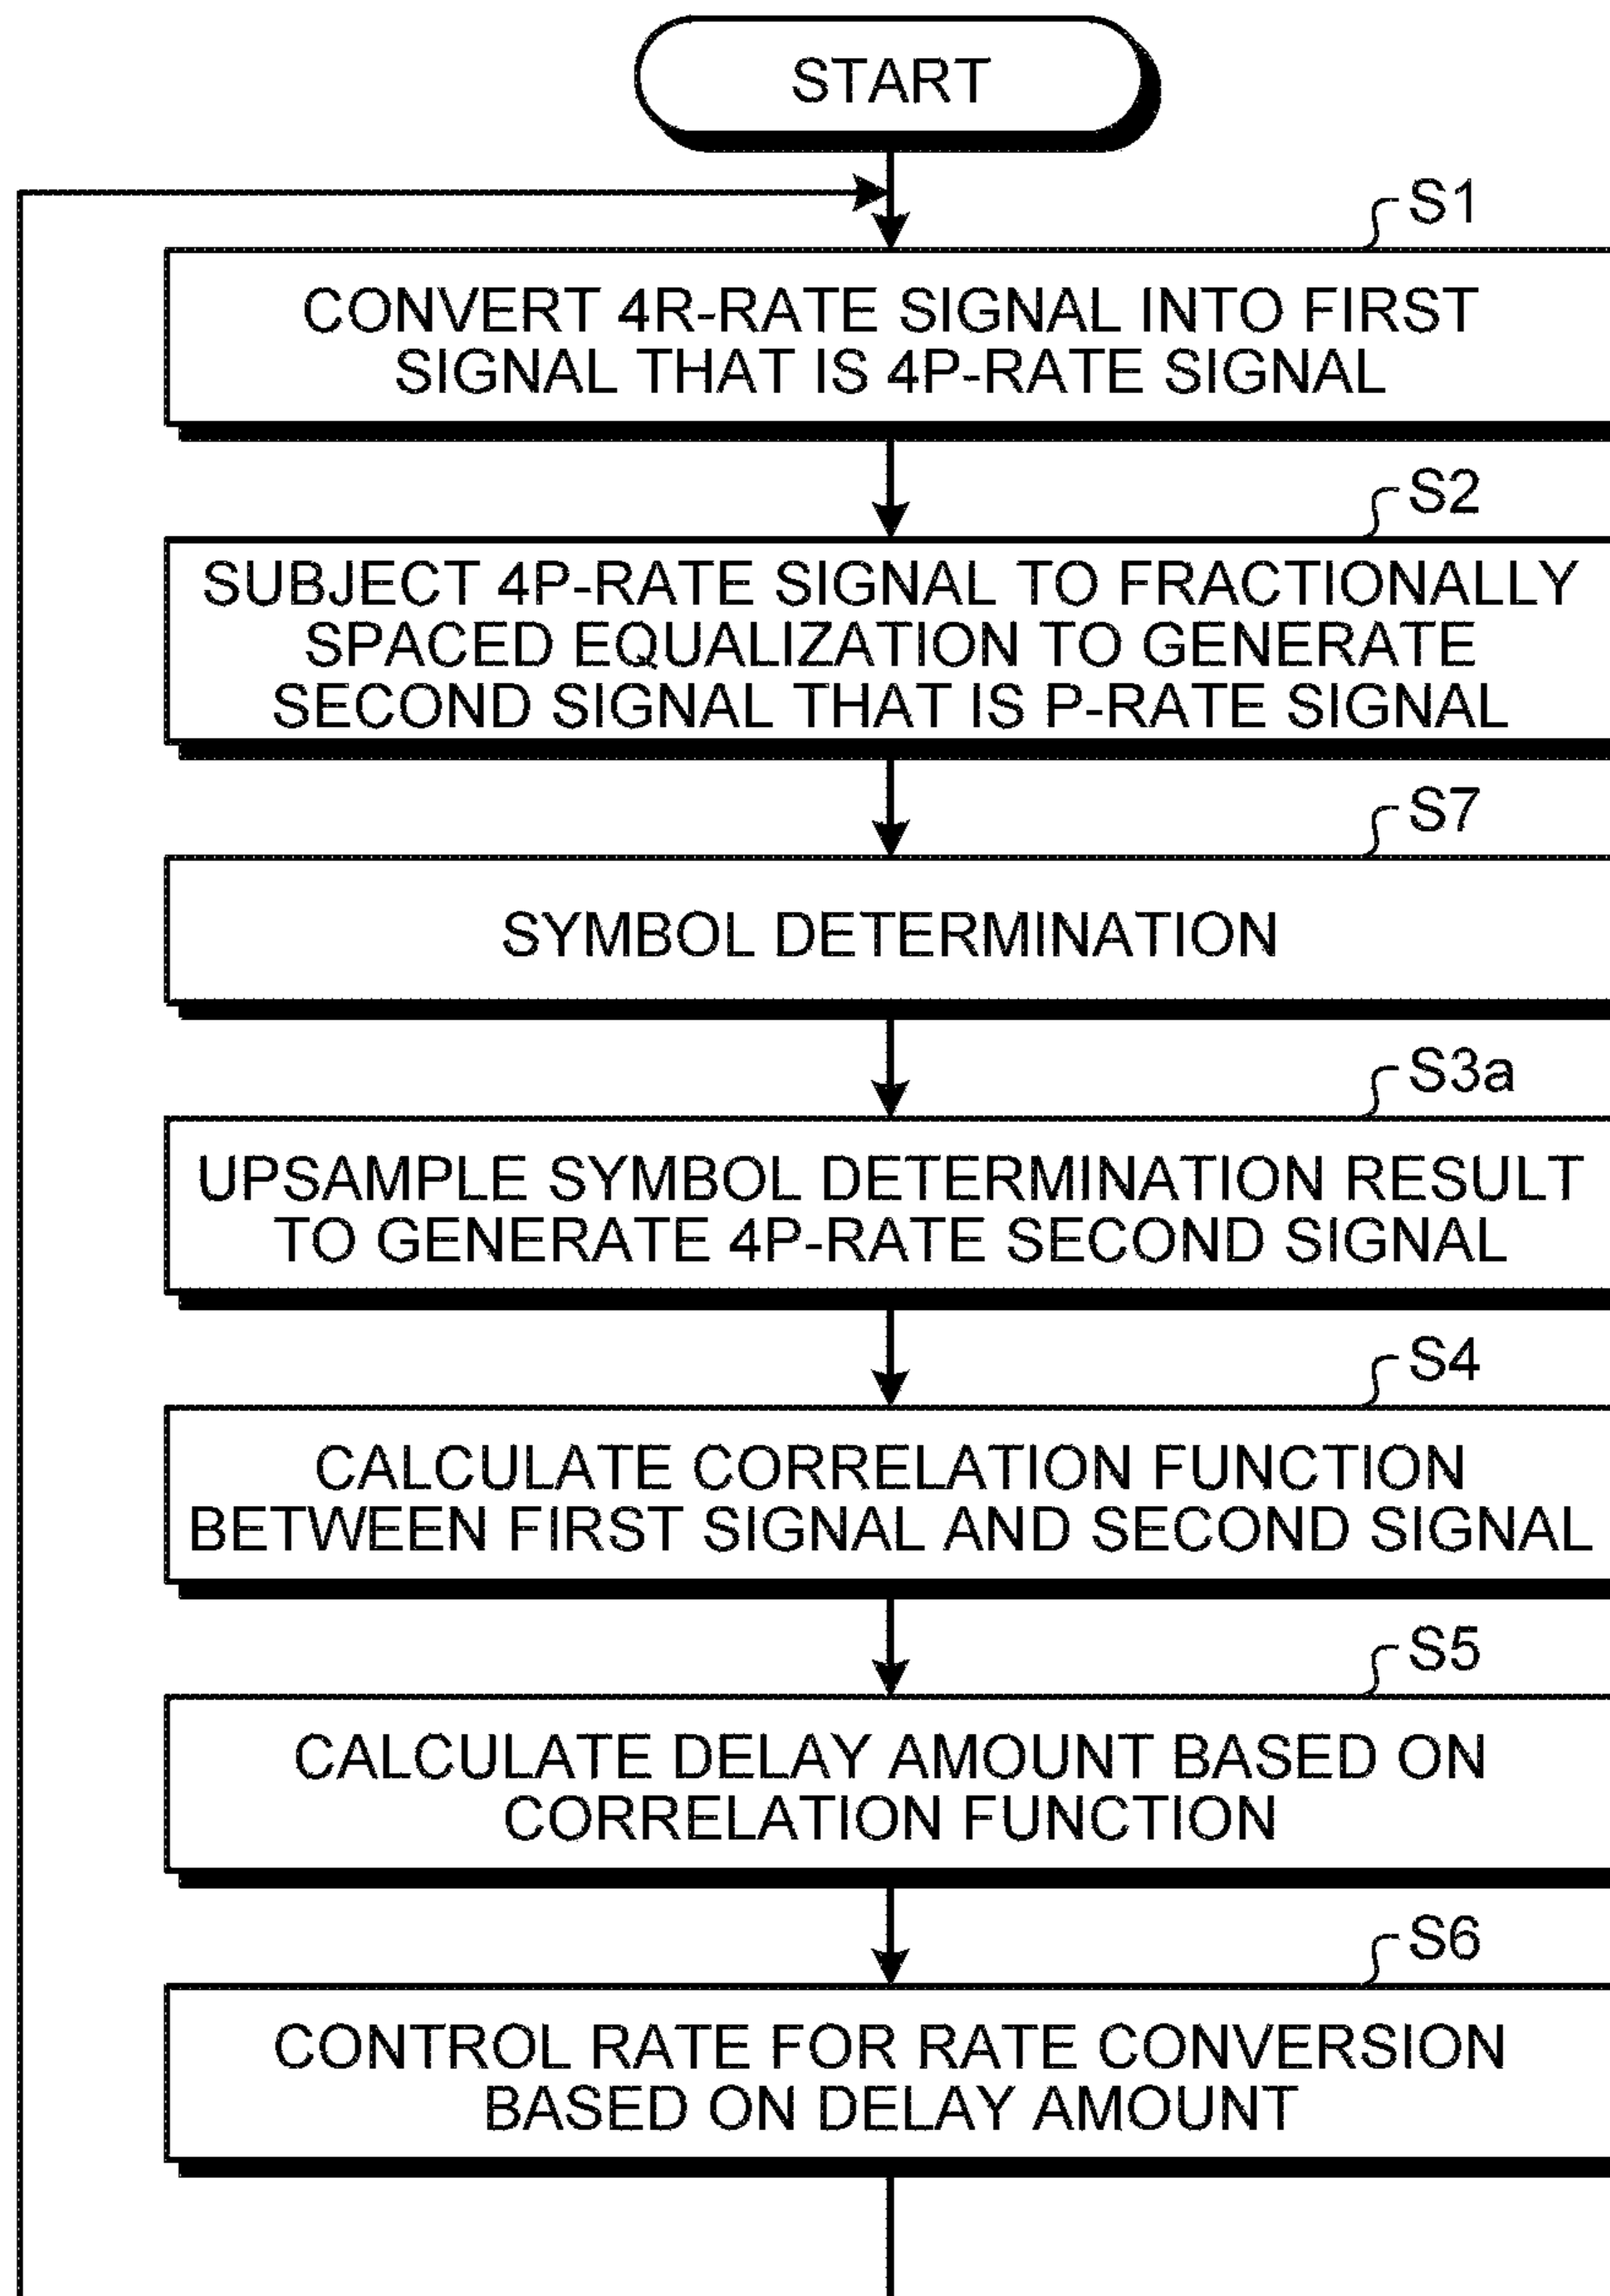 START
S1
CONVERT 4R-RATE SIGNAL INTO FIRST
SIGNAL THAT IS 4P-RATE SIGNAL
S2
SUBJECT 4P-RATE SIGNAL TO FRACTIONALLY
SPACED EQUALIZATION TO GENERATE
SECOND SIGNAL THAT IS P-RATE SIGNAL
S7
SYMBOL DETERMINATION
S3a
UPSAMPLE SYMBOL DETERMINATION RESULT
TO GENERATE 4P-RATE SECOND SIGNAL
S4
CALCULATE CORRELATION FUNCTION
BETWEEN FIRST SIGNAL AND SECOND SIGNAL
S5
CALCULATE DELAY AMOUNT BASED ON
CORRELATION FUNCTION
S6
CONTROL RATE FOR RATE CONVERSION
BASED ON DELAY AMOUNT